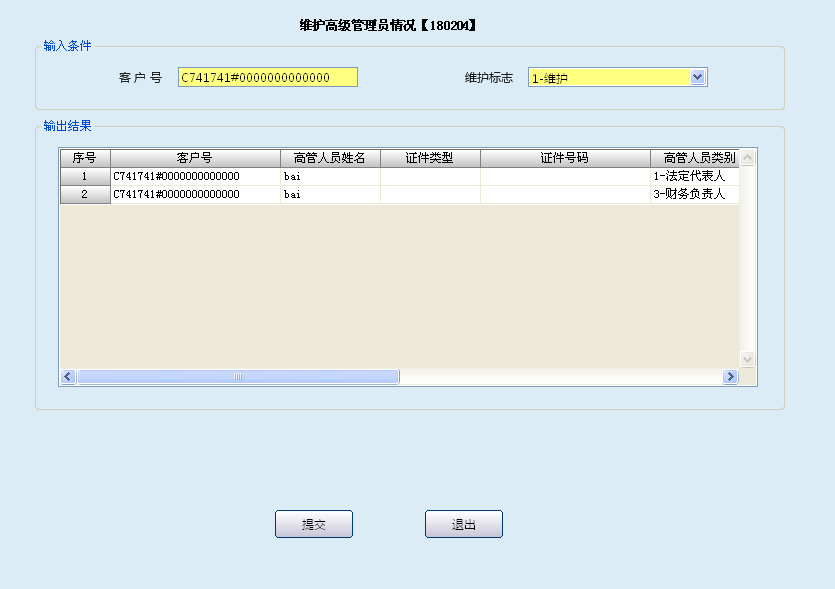 维护高级管理员情况【180204】
输入条件
客 户 号 C741741#0000000000000 维护标志 1-维护
输出结果
序号 客户号 高管人员姓名 证件类型 证件号码 高管人员类别
1 C741741#0000000000000 bai 1-法定代表人
2 C741741#0000000000000 bai 3-财务负责人
提交 退出